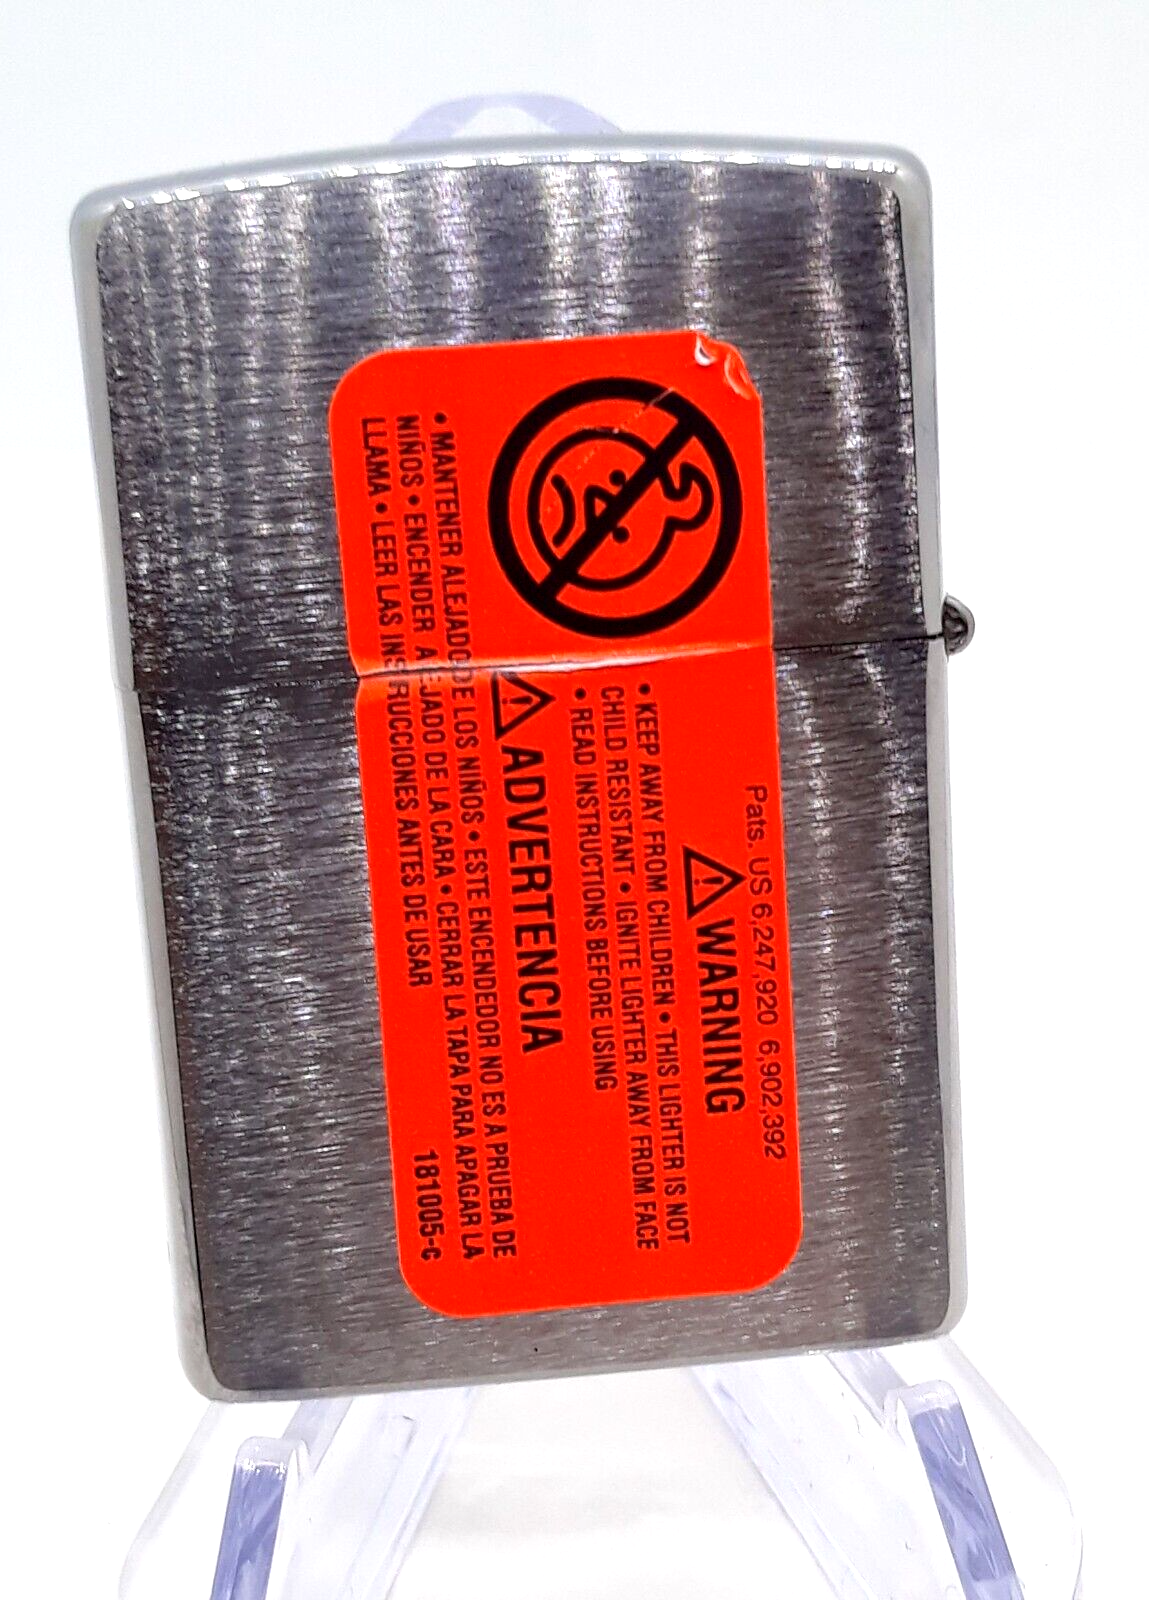 Pats. US 6,247,920 6,902,392
⚠WARNING
• KEEP AWAY FROM CHILDREN • THIS LIGHTER IS NOT
CHILD RESISTANT • IGNITE LIGHTER AWAY FROM FACE
• READ INSTRUCTIONS BEFORE USING
⚠ADVERTENCIA
• MANTENER ALEJADO DE LOS NIÑOS • ESTE ENCENDEDOR NO ES A PRUEBA DE
NIÑOS • ENCENDER ALEJADO DE LA CARA • CERRAR LA TAPA PARA APAGAR LA
LLAMA • LEER LAS INSTRUCCIONES ANTES DE USAR
181005-C